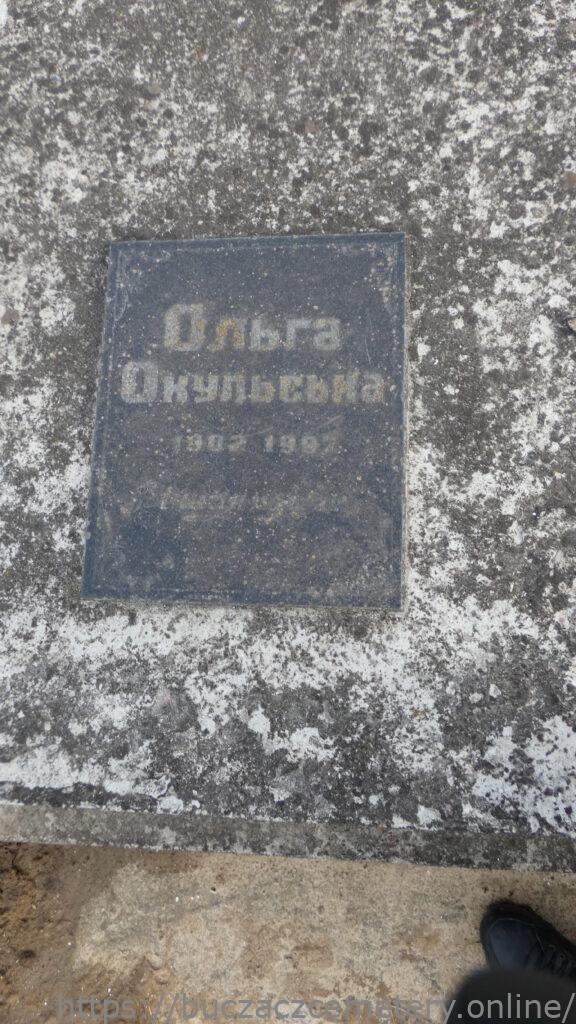 Ольга
Окульська
1902 1987
https://buczaczcemetery.online/